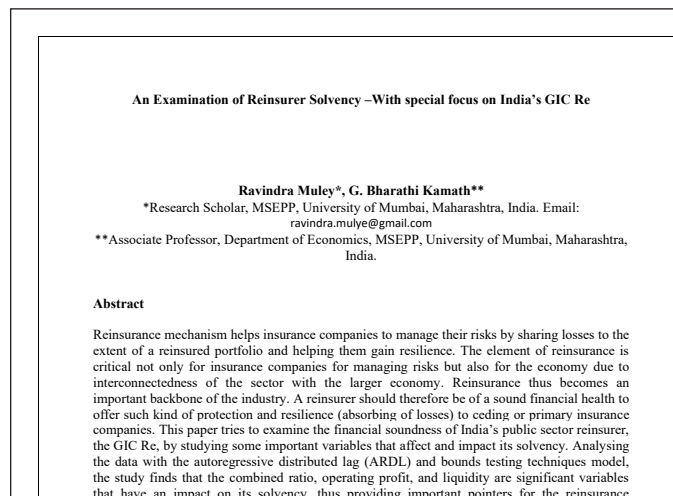 An Examination of Reinsurer Solvency –With special focus on India's GIC Re
Ravindra Muley*, G. Bharathi Kamath**
*Research Scholar, MSEPP, University of Mumbai, Maharashtra, India. Email:
ravindra.mulye@gmail.com
**Associate Professor, Department of Economics, MSEPP, University of Mumbai, Maharashtra,
India.
Abstract
Reinsurance mechanism helps insurance companies to manage their risks by sharing losses to the
extent of a reinsured portfolio and helping them gain resilience. The element of reinsurance is
critical not only for insurance companies for managing risks but also for the economy due to
interconnectedness of the sector with the larger economy. Reinsurance thus becomes an
important backbone of the industry. A reinsurer should therefore be of a sound financial health to
offer such kind of protection and resilience (absorbing of losses) to ceding or primary insurance
companies. This paper tries to examine the financial soundness of India's public sector reinsurer,
the GIC Re, by studying some important variables that affect and impact its solvency. Analysing
the data with the autoregressive distributed lag (ARDL) and bounds testing techniques model,
the study finds that the combined ratio, operating profit, and liquidity are significant variables
that have an impact on its solvency, thus providing important pointers for the reinsurance